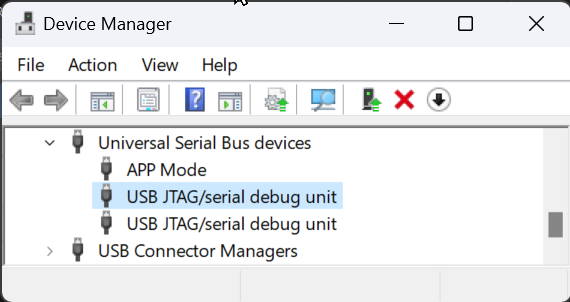 Device Manager
File Action View Help
Universal Serial Bus devices
APP Mode
USB JTAG/serial debug unit
USB JTAG/serial debug unit
USB Connector Managers